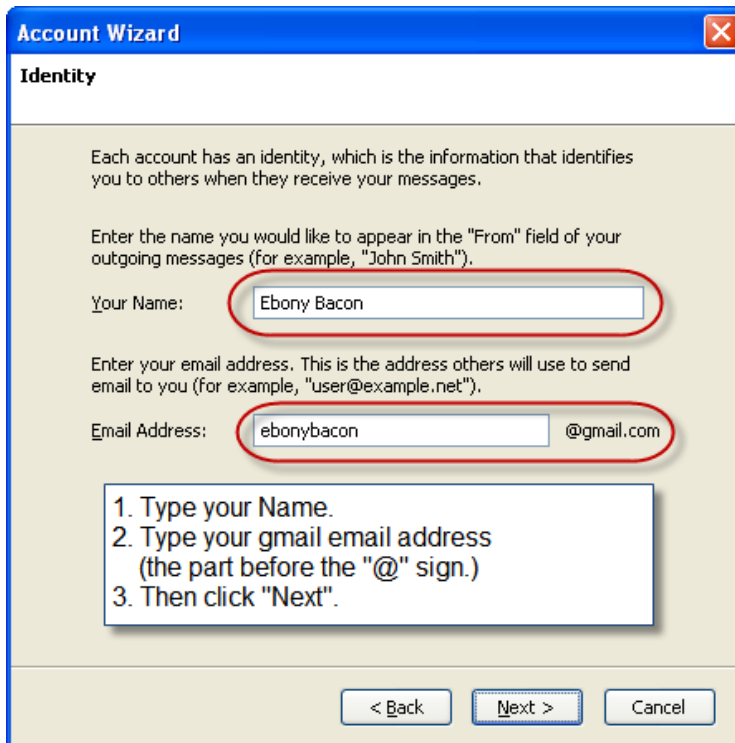 Account Wizard
Identity
Each account has an identity, which is the information that identifies
you to others when they receive your messages.
Enter the name you would like to appear in the "From" field of your
outgoing messages (for example, "John Smith").
Your Name: Ebony Bacon
Enter your email address. This is the address others will use to send
email to you (for example, "user@example.net").
Email Address: ebonybacon @gmail.com
1. Type your Name.
2. Type your gmail email address
(the part before the "@" sign.)
3. Then click "Next".
< Back Next > Cancel